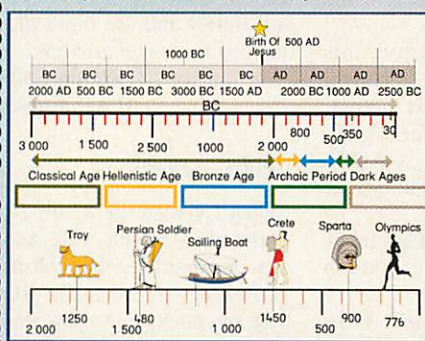 Birth Of 500 AD
Jesus
1000 BC
BC BC BC BC BC AD AD AD
2000 AD 500 BC 1500 BC 3000 BC 1500 AD 2000 BC 1000 AD 2500 BC
BC
3 000 1 500 2 500 1000 2 000 800 500 350 30
Classical Age Hellenistic Age Bronze Age Archaic Period Dark Ages
Troy Persian Soldier Sailing Boat Crete Sparta Olympics
2 000 1250 1 500 480 1 000 1450 500 900 776